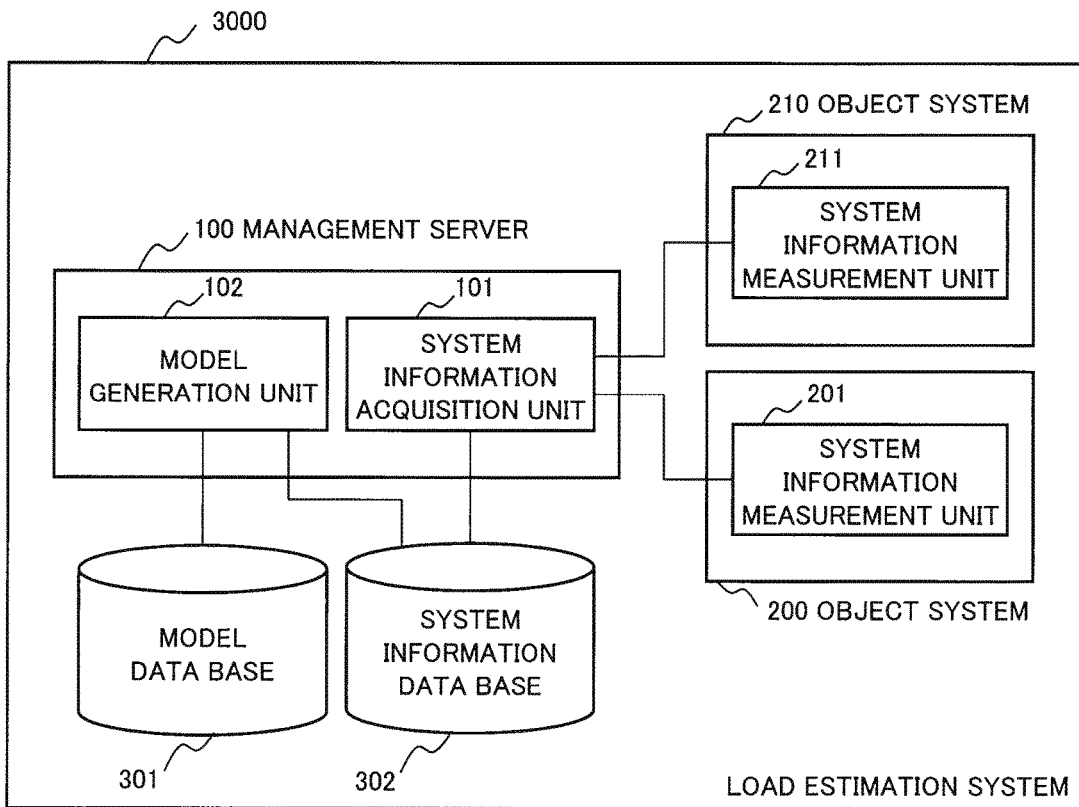 3000
210 OBJECT SYSTEM
211
SYSTEM
INFORMATION
MEASUREMENT UNIT
100 MANAGEMENT SERVER
102
101
MODEL
GENERATION UNIT
SYSTEM
INFORMATION
ACQUISITION UNIT
201
SYSTEM
INFORMATION
MEASUREMENT UNIT
200 OBJECT SYSTEM
MODEL
DATA BASE
SYSTEM
INFORMATION
DATA BASE
301
302
LOAD ESTIMATION SYSTEM